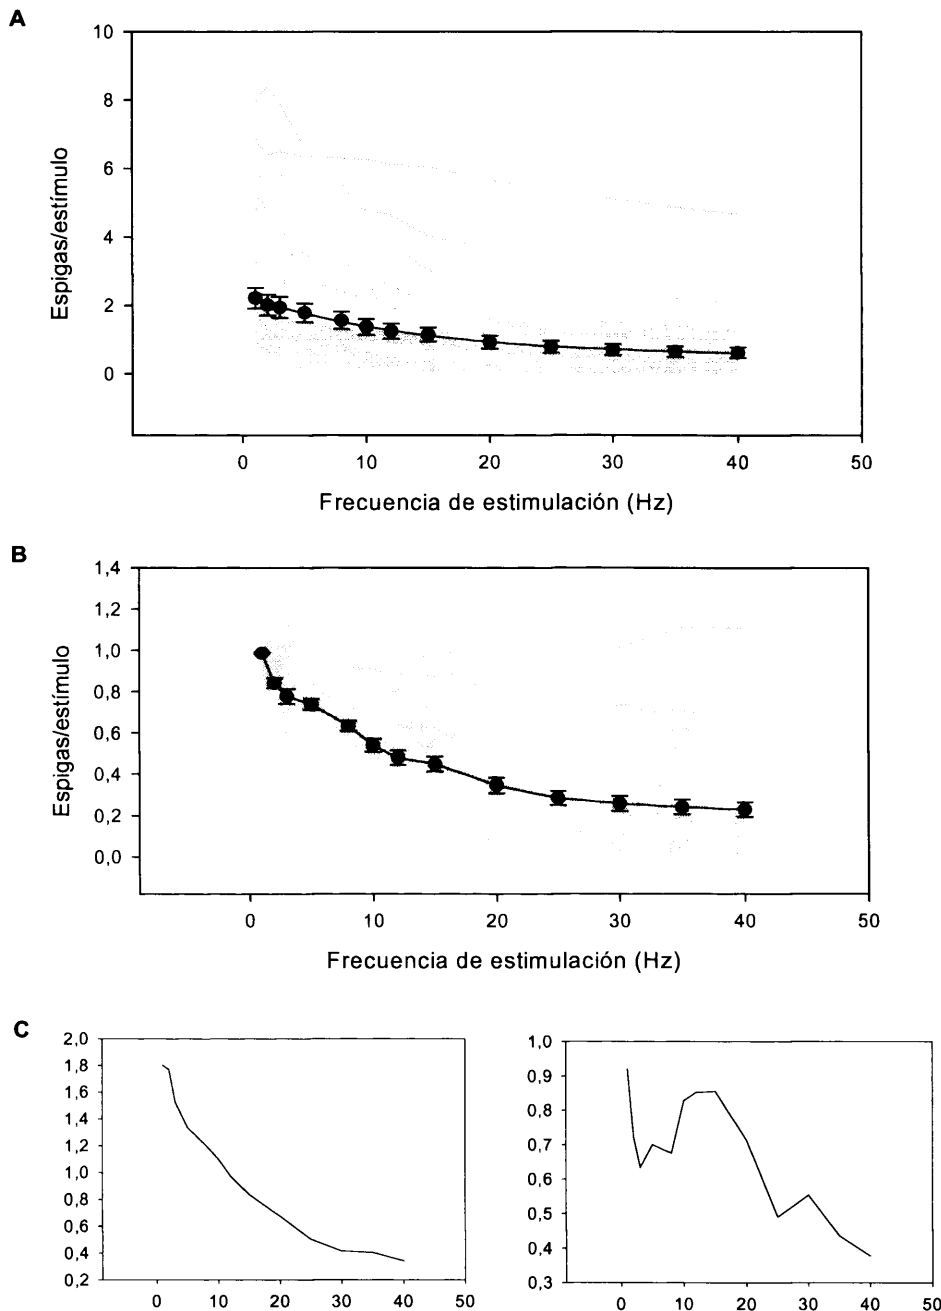 A
10
8
6
4
2
0
Espigas/estímulo
0 10 20 30 40 50
Frecuencia de estimulación (Hz)
B
1,4
1,2
1,0
0,8
0,6
0,4
0,2
0,0
Espigas/estímulo
0 10 20 30 40 50
Frecuencia de estimulación (Hz)
C
2,0
1,8
1,6
1,4
1,2
1,0
0,8
0,6
0,4
0,2
0 10 20 30 40 50
1,0
0,9
0,8
0,7
0,6
0,5
0,4
0,3
0 10 20 30 40 50